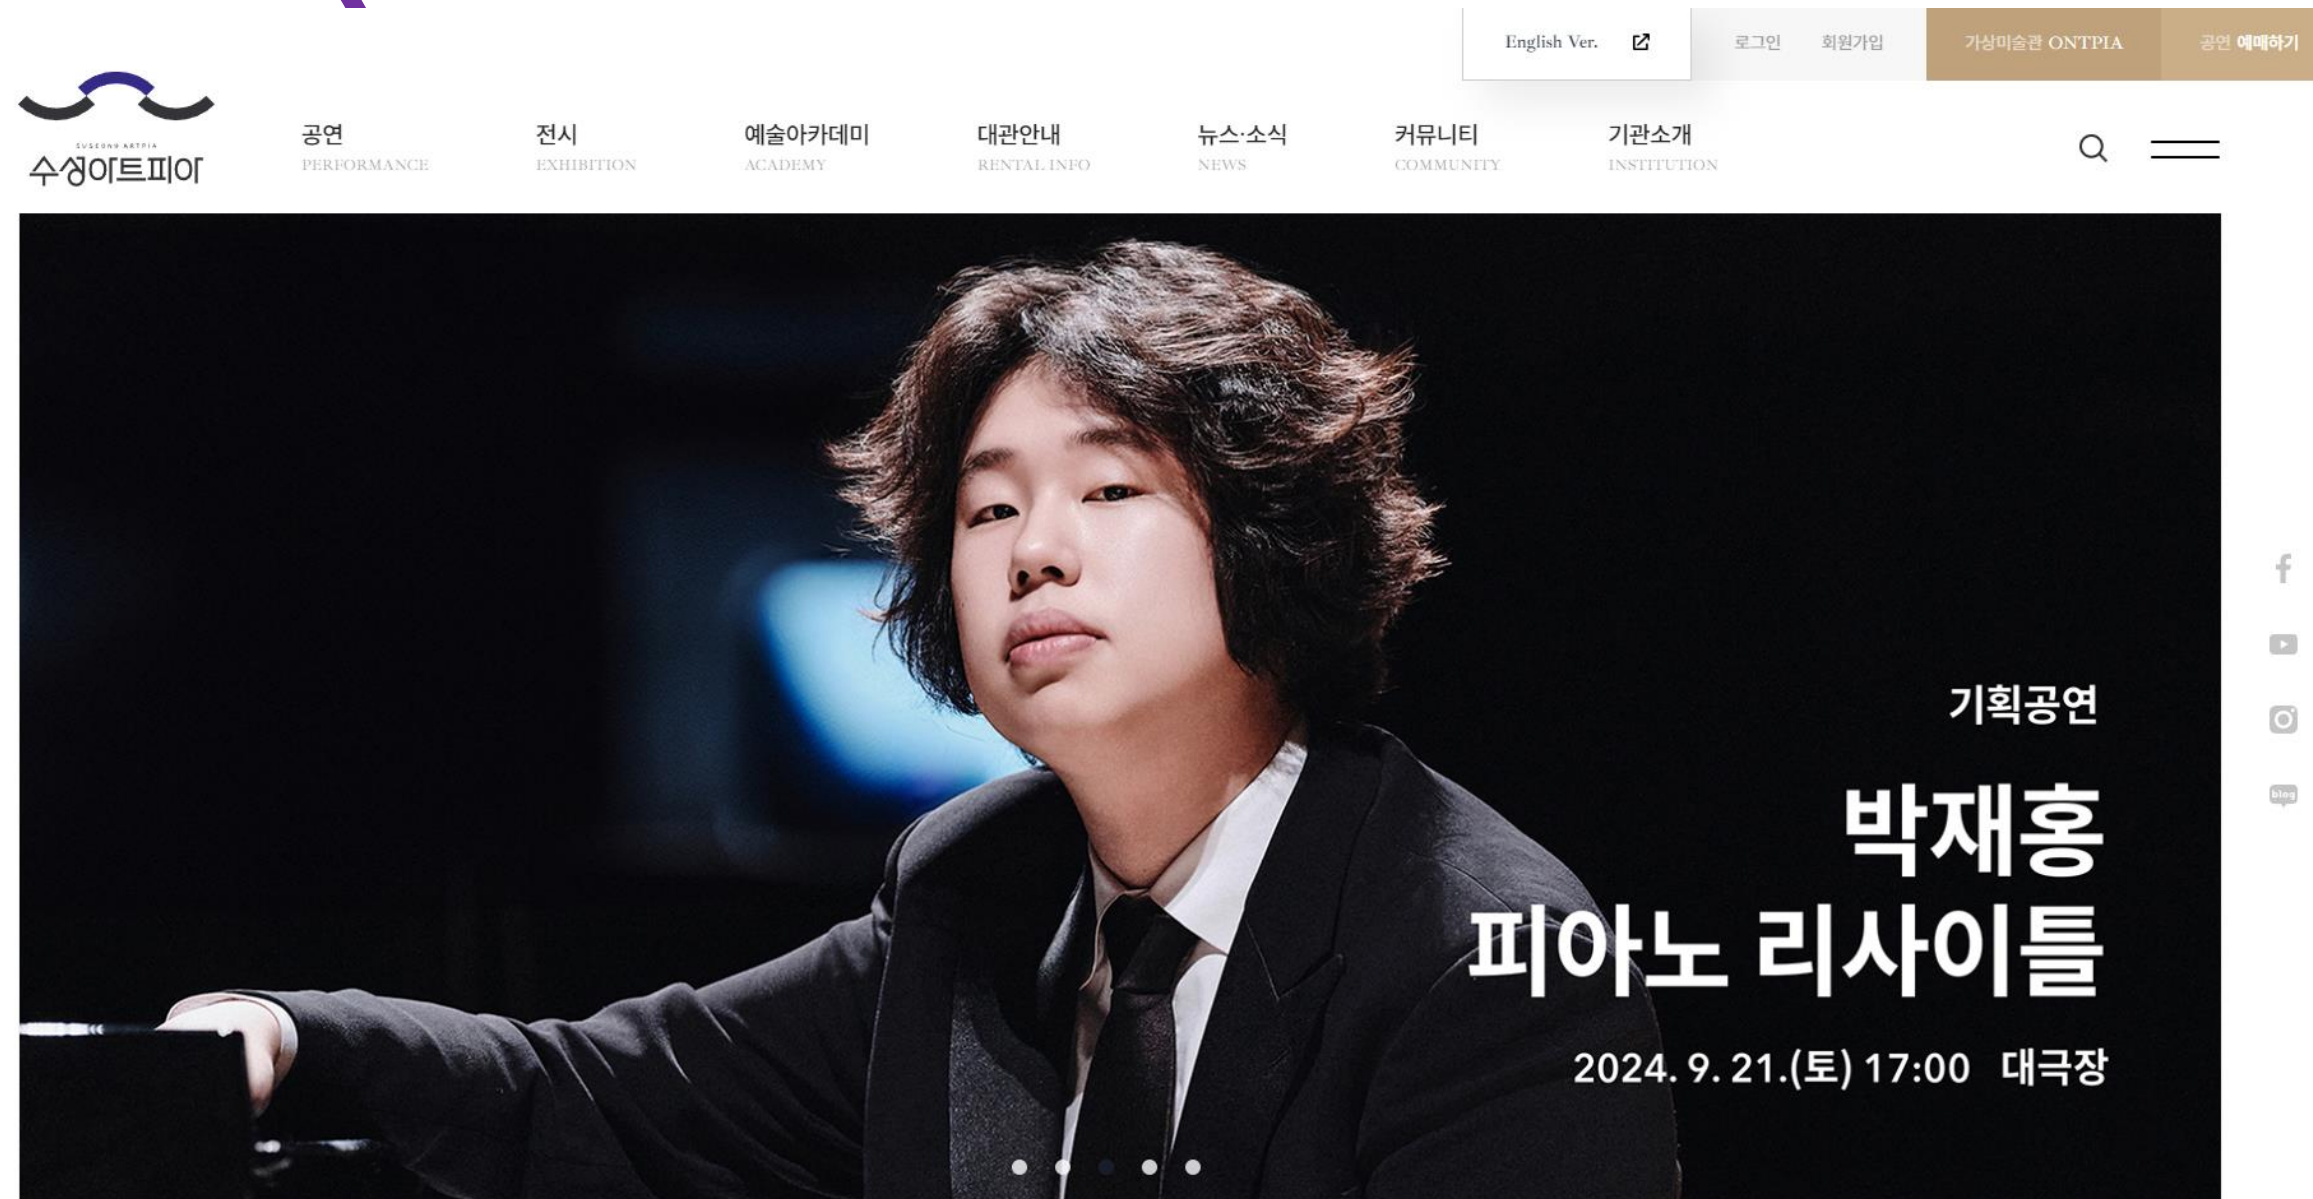 English Ver.
로그인
회원가입
가상미술관 ONTPIA
공연 예매하기
SUSEONG ARTPIA
수성아트피아
공연
PERFORMANCE
전시
EXHIBITION
예술아카데미
ACADEMY
대관안내
RENTAL INFO
뉴스·소식
NEWS
커뮤니티
COMMUNITY
기관소개
INSTITUTION
기획공연
박재홍
피아노 리사이틀
2024. 9. 21.(토) 17:00 대극장
blog